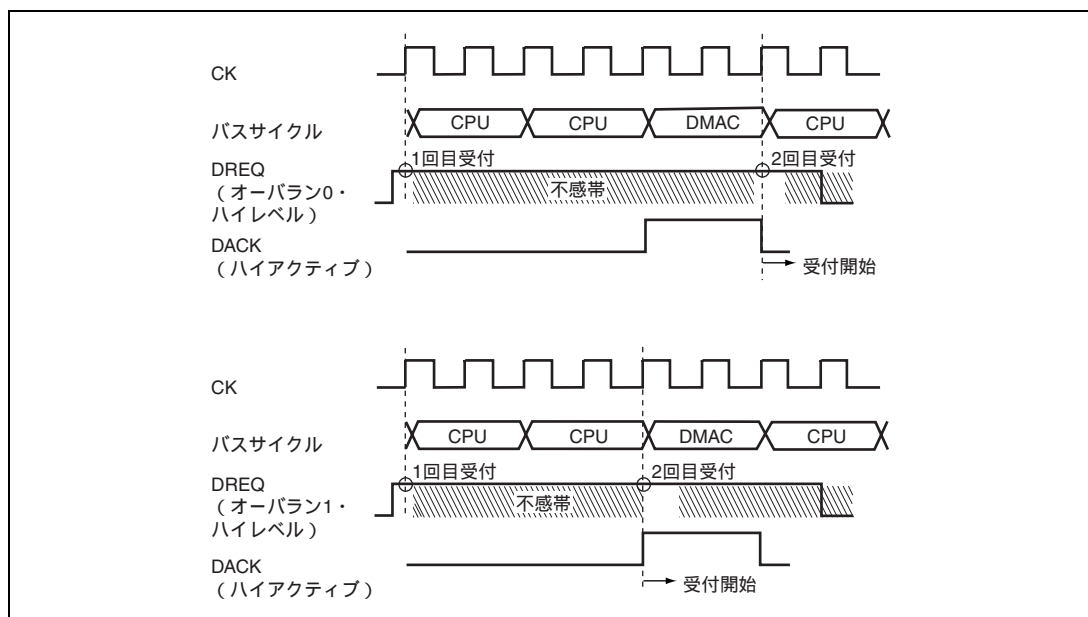 CK
バスサイクル
CPU CPU DMAC CPU
DREQ
（オーバラン0・
ハイレベル）
1回目受付 2回目受付
不感帯
DACK
（ハイアクティブ）
受付開始
CK
バスサイクル
CPU CPU DMAC CPU
DREQ
（オーバラン1・
ハイレベル）
1回目受付 2回目受付
不感帯
DACK
（ハイアクティブ）
受付開始